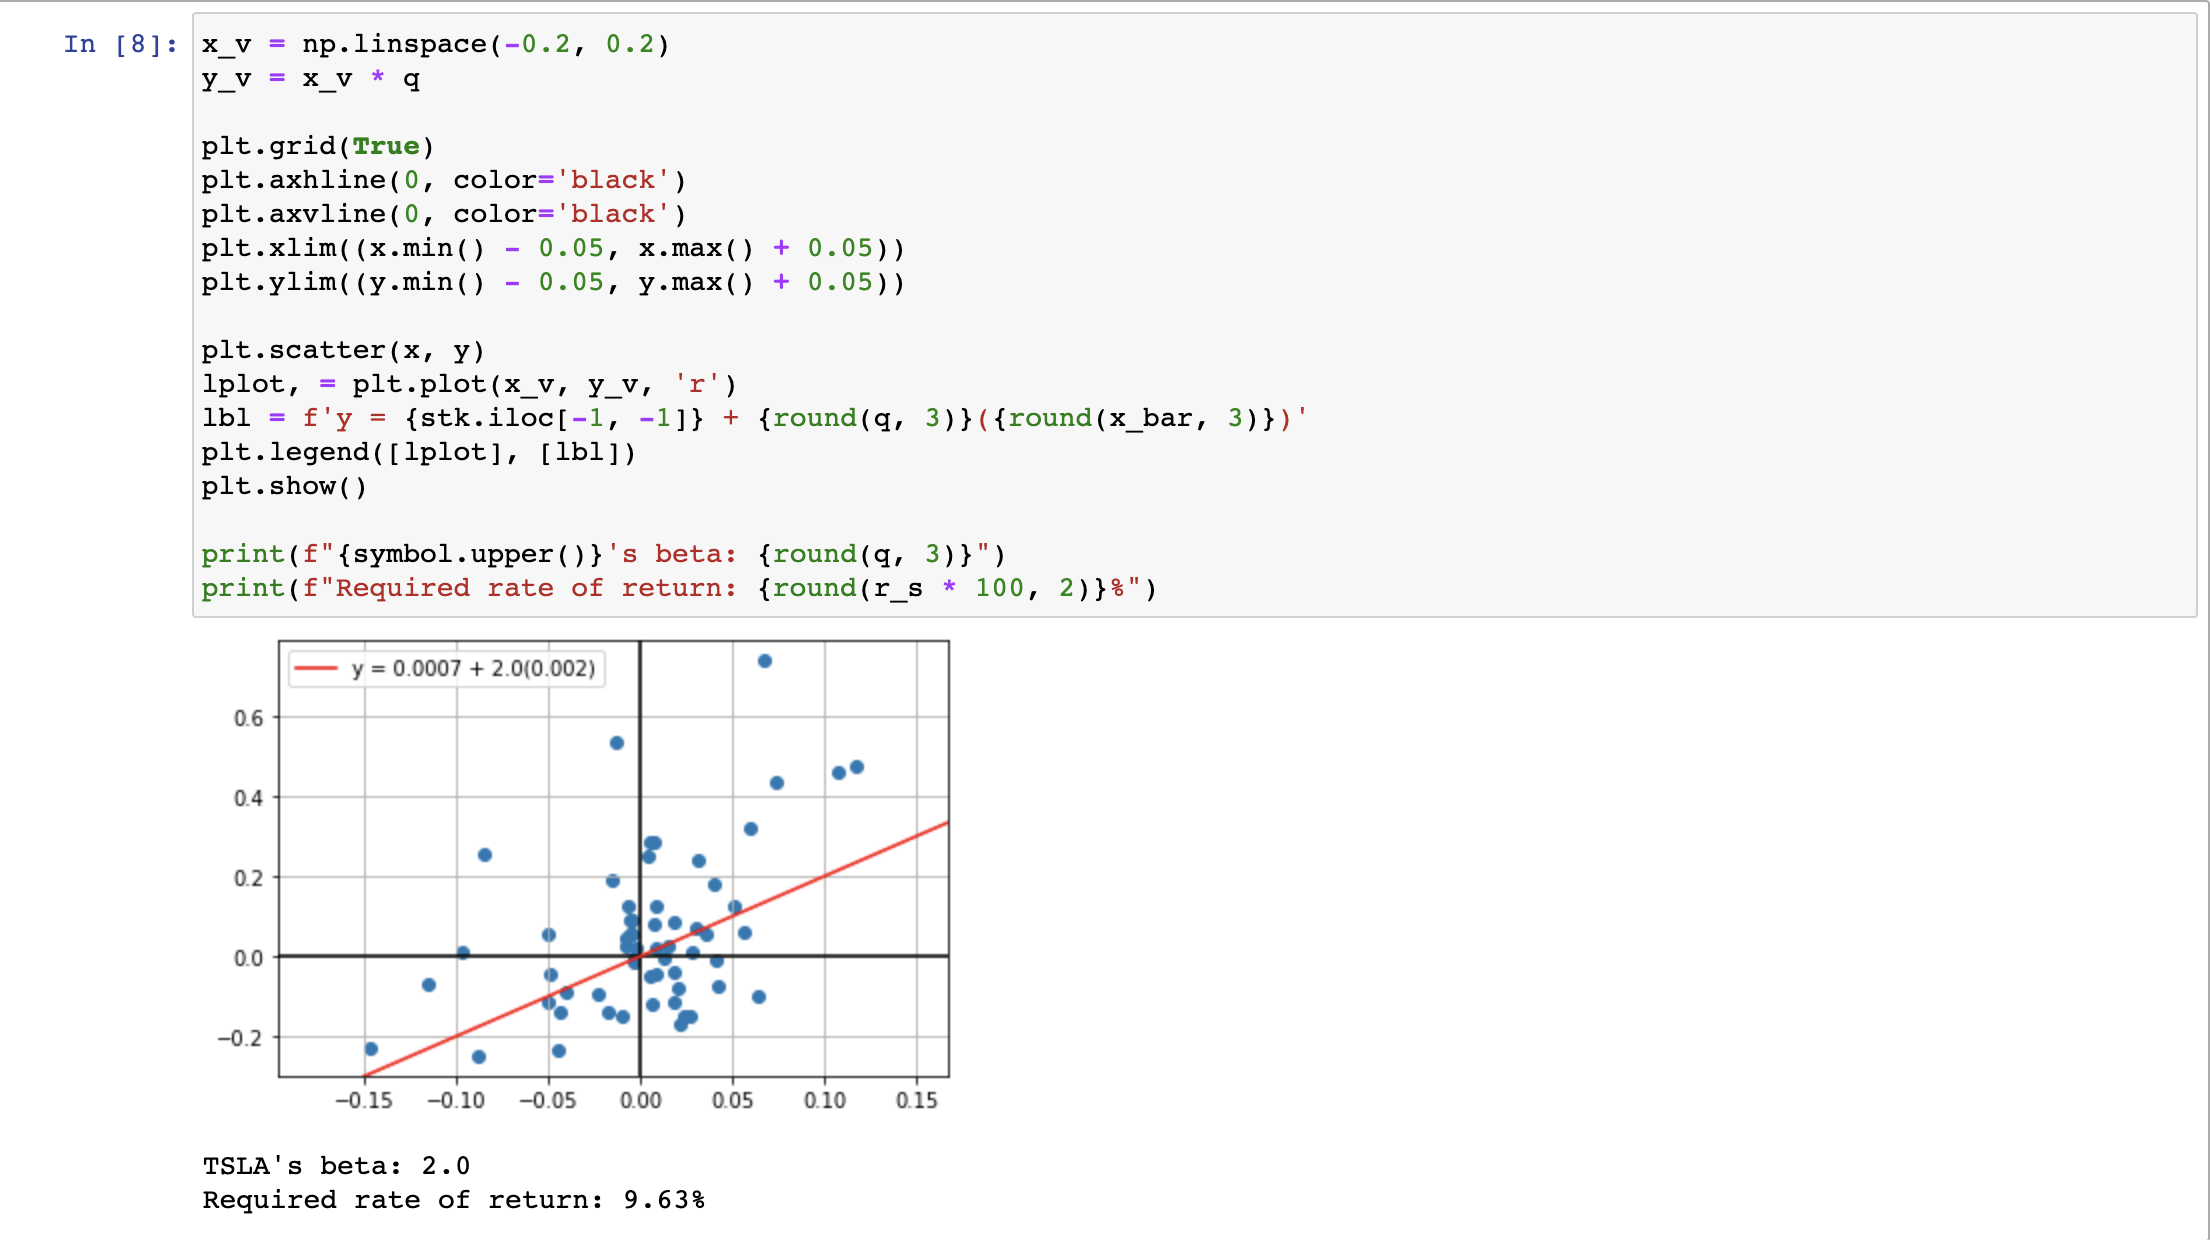 In [8]:
x_v = np.linspace(-0.2, 0.2)
y_v = x_v * q
plt.grid(True)
plt.axhline(0, color='black')
plt.axvline(0, color='black')
plt.xlim((x.min() - 0.05, x.max() + 0.05))
plt.ylim((y.min() - 0.05, y.max() + 0.05))
plt.scatter(x, y)
lplot, = plt.plot(x_v, y_v, 'r')
lbl = f'y = {stk.iloc[-1, -1]} + {round(q, 3)}({round(x_bar, 3)})'
plt.legend([lplot], [lbl])
plt.show()
print(f"{symbol.upper()}'s beta: {round(q, 3)}")
print(f"Required rate of return: {round(r_s * 100, 2)}%")
y = 0.0007 + 2.0(0.002)
0.6
0.4
0.2
0.0
−0.2
−0.15 −0.10 −0.05 0.00 0.05 0.10 0.15
TSLA's beta: 2.0
Required rate of return: 9.63%